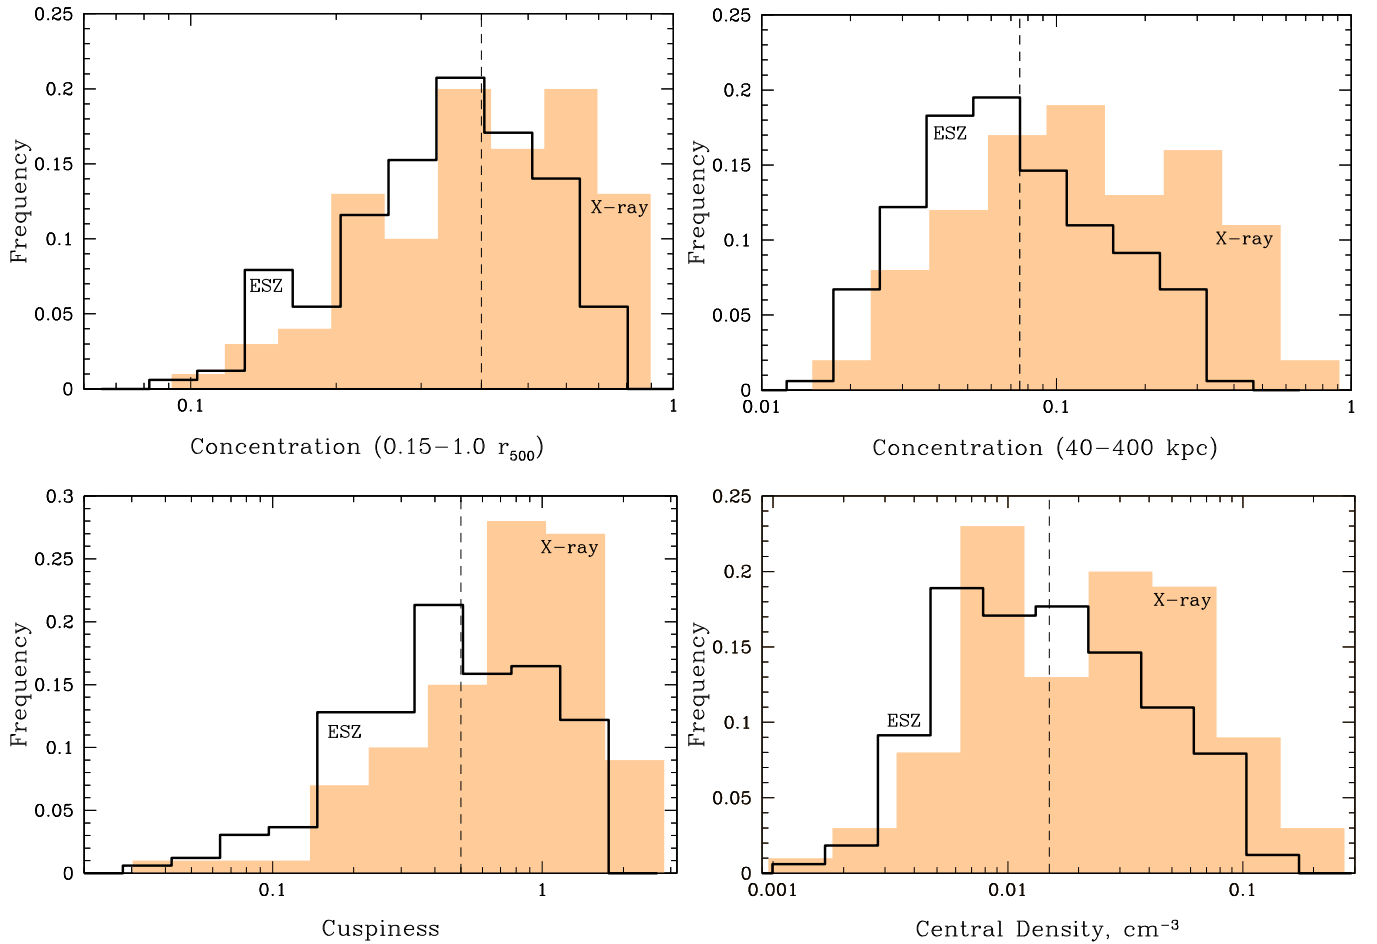 0.25
0.2
0.15
0.1
0.05
0
Frequency
ESZ
X-ray
0.1
1
Concentration (0.15-1.0 r500)
0.25
0.2
0.15
0.1
0.05
0
Frequency
ESZ
X-ray
0.01
0.1
1
Concentration (40-400 kpc)
0.3
0.25
0.2
0.15
0.1
0.05
0
Frequency
X-ray
ESZ
0.1
1
Cuspiness
0.25
0.2
0.15
0.1
0.05
0
Frequency
X-ray
ESZ
0.001
0.01
0.1
Central Density, cm⁻³